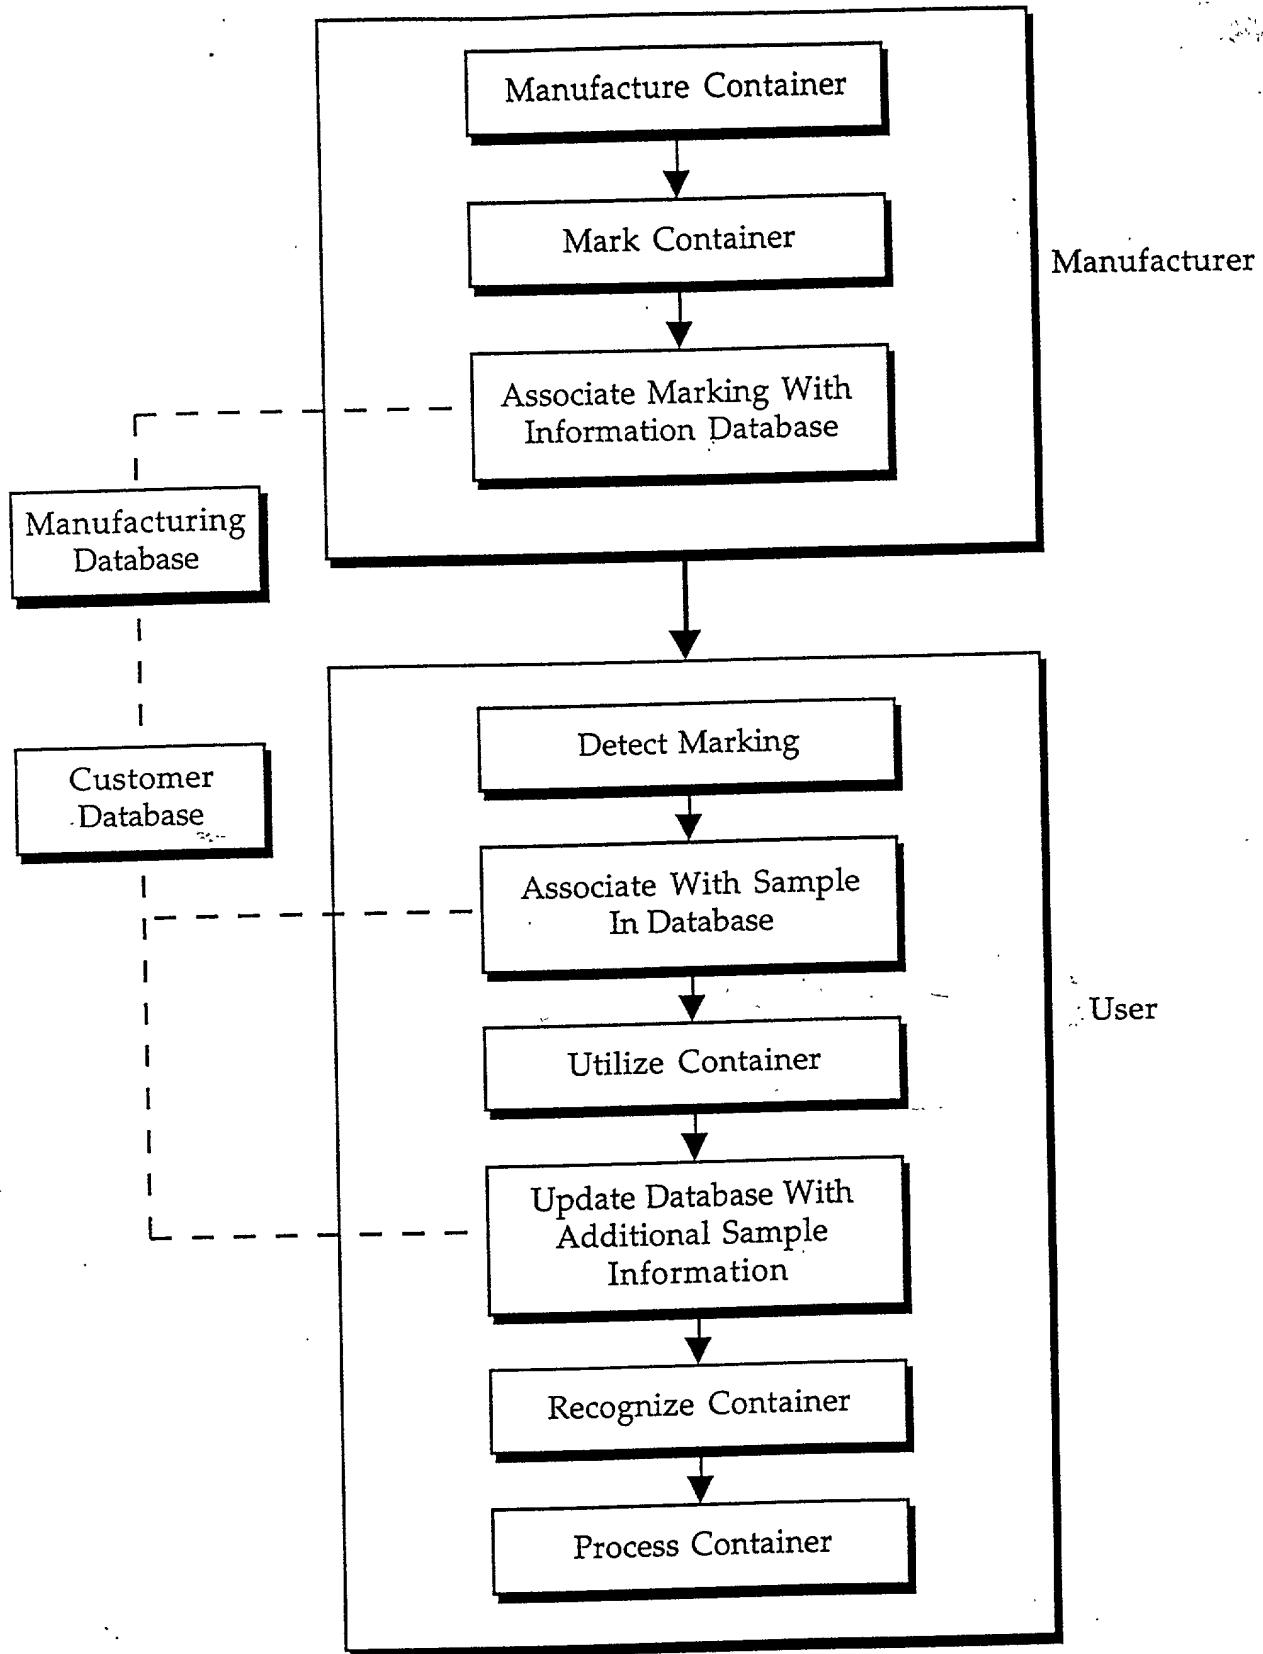 Manufacture Container
Mark Container
Manufacturer
Associate Marking With
Information Database
Manufacturing
Database
Detect Marking
Customer
Database
Associate With Sample
In Database
User
Utilize Container
Update Database With
Additional Sample
Information
Recognize Container
Process Container